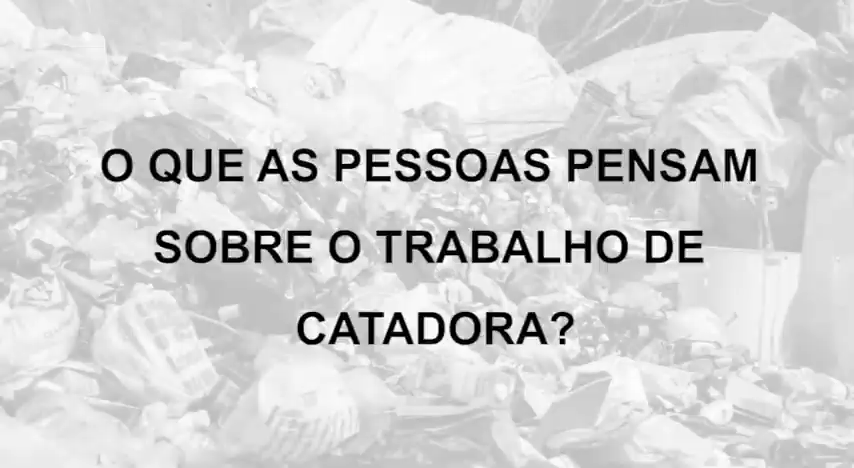 O QUE AS PESSOAS PENSAM
SOBRE O TRABALHO DE
CATADORA?